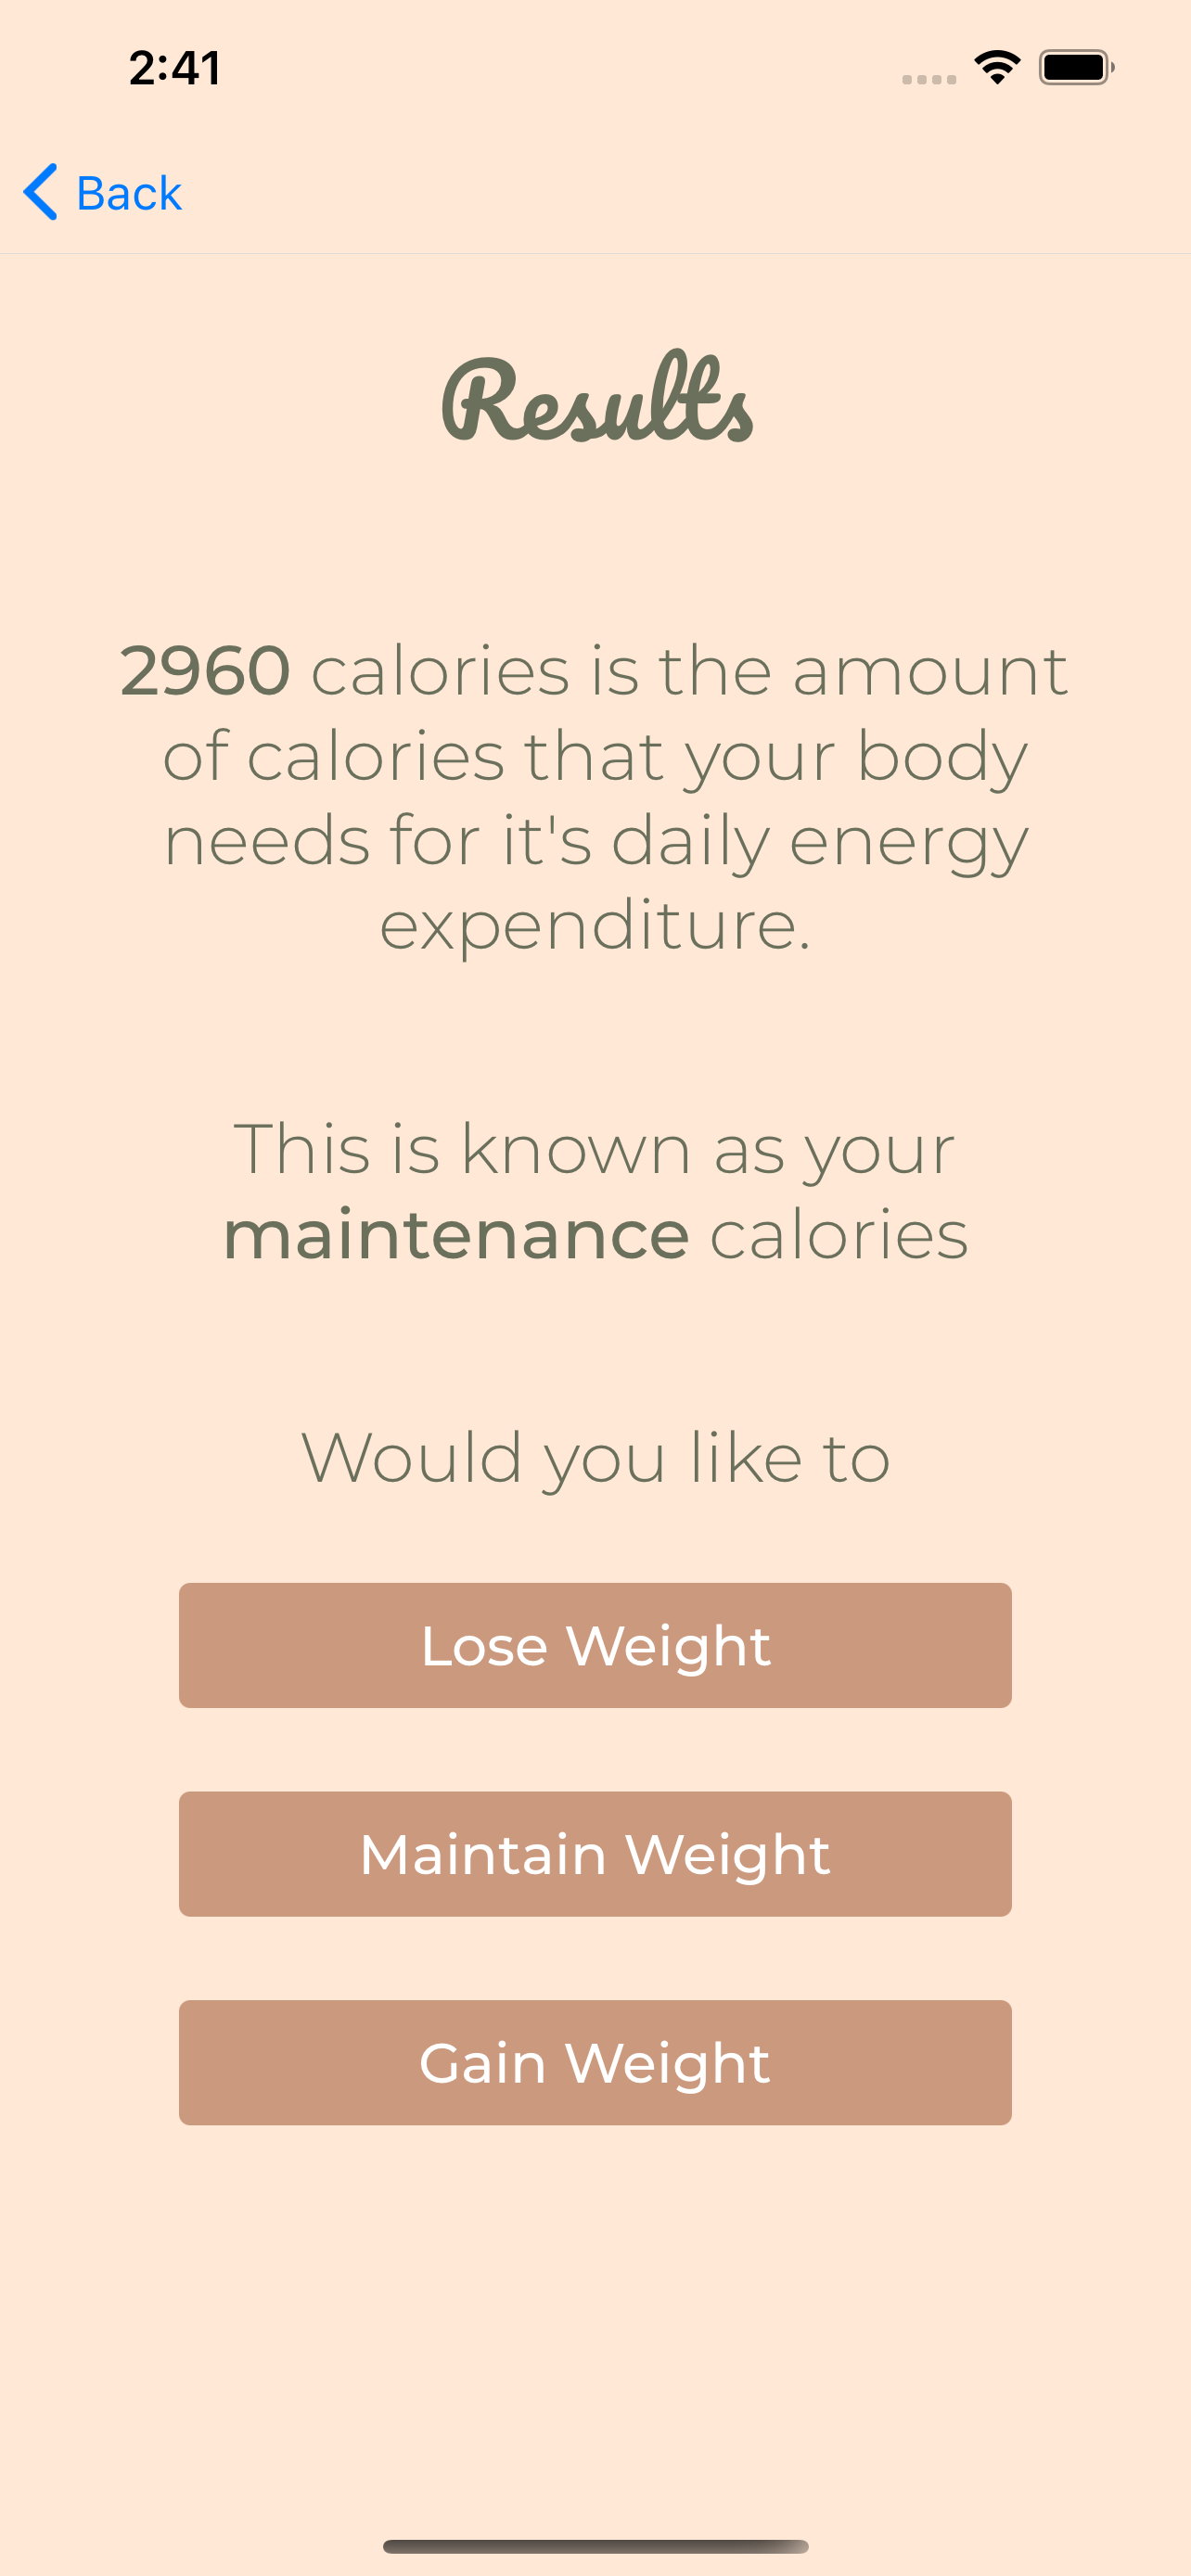 2:41
Back
Results
2960 calories is the amount
of calories that your body
needs for it's daily energy
expenditure.
This is known as your
maintenance calories
Would you like to
Lose Weight
Maintain Weight
Gain Weight